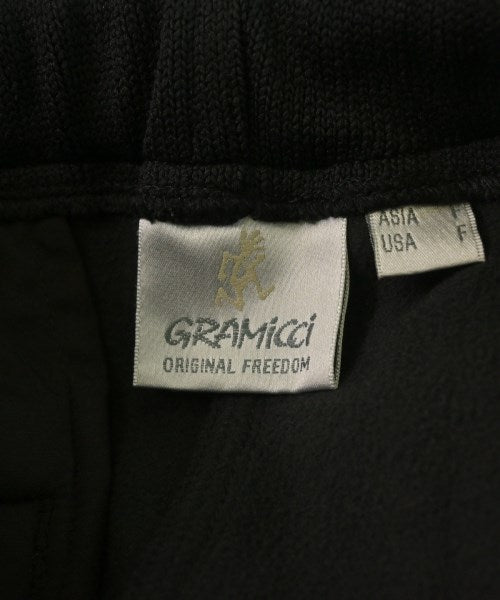 GRAMiCCi
ORIGINAL FREEDOM
ASIA F
USA F